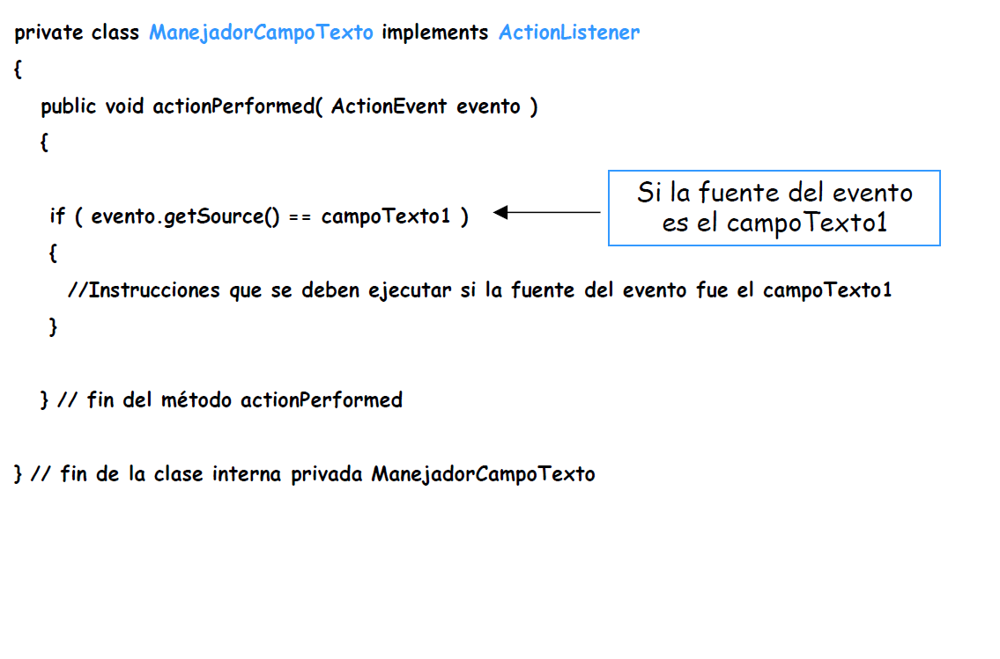 private class ManejadorCampoTexto implements ActionListener
{
public void actionPerformed( ActionEvent evento )
{
Si la fuente del evento
es el campoTexto1
if ( evento.getSource() == campoTexto1 )
{
//Instrucciones que se deben ejecutar si la fuente del evento fue el campoTexto1
}
} // fin del método actionPerformed
} // fin de la clase interna privada ManejadorCampoTexto